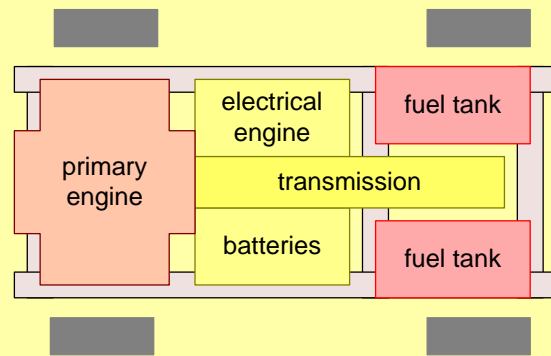 electrical
engine
fuel tank
primary
engine
transmission
batteries
fuel tank